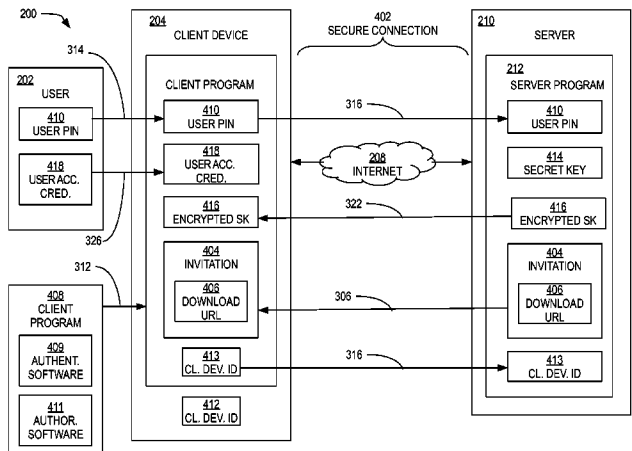 200
202
USER
410
USER PIN
418
USER ACC.
CRED.
314
326
312
408
CLIENT
PROGRAM
409
AUTHENT.
SOFTWARE
411
AUTHOR.
SOFTWARE
204
CLIENT DEVICE
CLIENT PROGRAM
410
USER PIN
418
USER ACC.
CRED.
416
ENCRYPTED SK
404
INVITATION
406
DOWNLOAD
URL
413
CL. DEV. ID
412
CL. DEV. ID
402
SECURE CONNECTION
316
208
INTERNET
322
306
316
210
SERVER
212
SERVER PROGRAM
410
USER PIN
414
SECRET KEY
416
ENCRYPTED SK
404
INVITATION
406
DOWNLOAD
URL
413
CL. DEV. ID